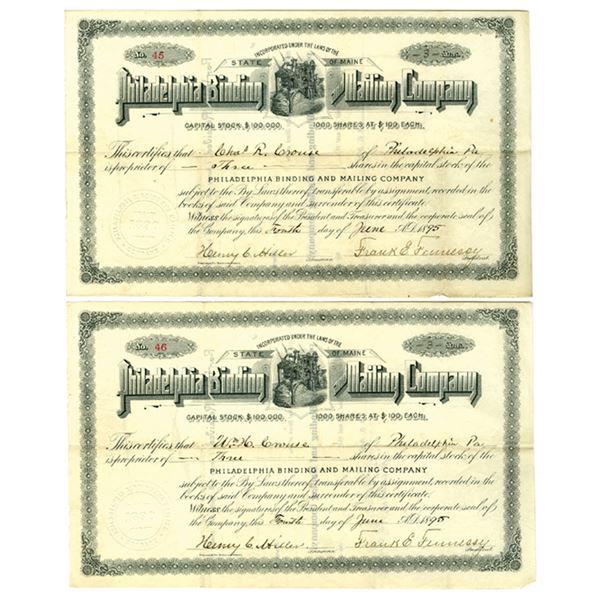 No. 45
INCORPORATED UNDER THE LAWS OF THE
STATE OF MAINE
— 3 — Shs.
Philadelphia Binding Mailing Company
CAPITAL STOCK, $100,000. 1000 SHARES AT $100 EACH.
This certifies that Chas. R. Crouse of Philadelphia Pa
is proprietor of — Three — shares in the capital stock of the
PHILADELPHIA BINDING AND MAILING COMPANY
subject to the By Laws thereof, transferable by assignment, recorded in the
books of said Company and surrender of this certificate.
Witness the signatures of the President and Treasurer and the corporate seal of
the Company, this Fourth day of June A.D. 1895
Henry C. Hiller Frank E. Fennessy
Treasurer President
No. 46
INCORPORATED UNDER THE LAWS OF THE
STATE OF MAINE
— 3 — Shs.
Philadelphia Binding Mailing Company
CAPITAL STOCK, $100,000. 1000 SHARES AT $100 EACH.
This certifies that Wm. H. Crouse of Philadelphia Pa
is proprietor of — Three — shares in the capital stock of the
PHILADELPHIA BINDING AND MAILING COMPANY
subject to the By Laws thereof, transferable by assignment, recorded in the
books of said Company and surrender of this certificate.
Witness the signatures of the President and Treasurer and the corporate seal of
the Company, this Fourth day of June A.D. 1895
Henry C. Hiller Frank E. Fennessy
Treasurer President